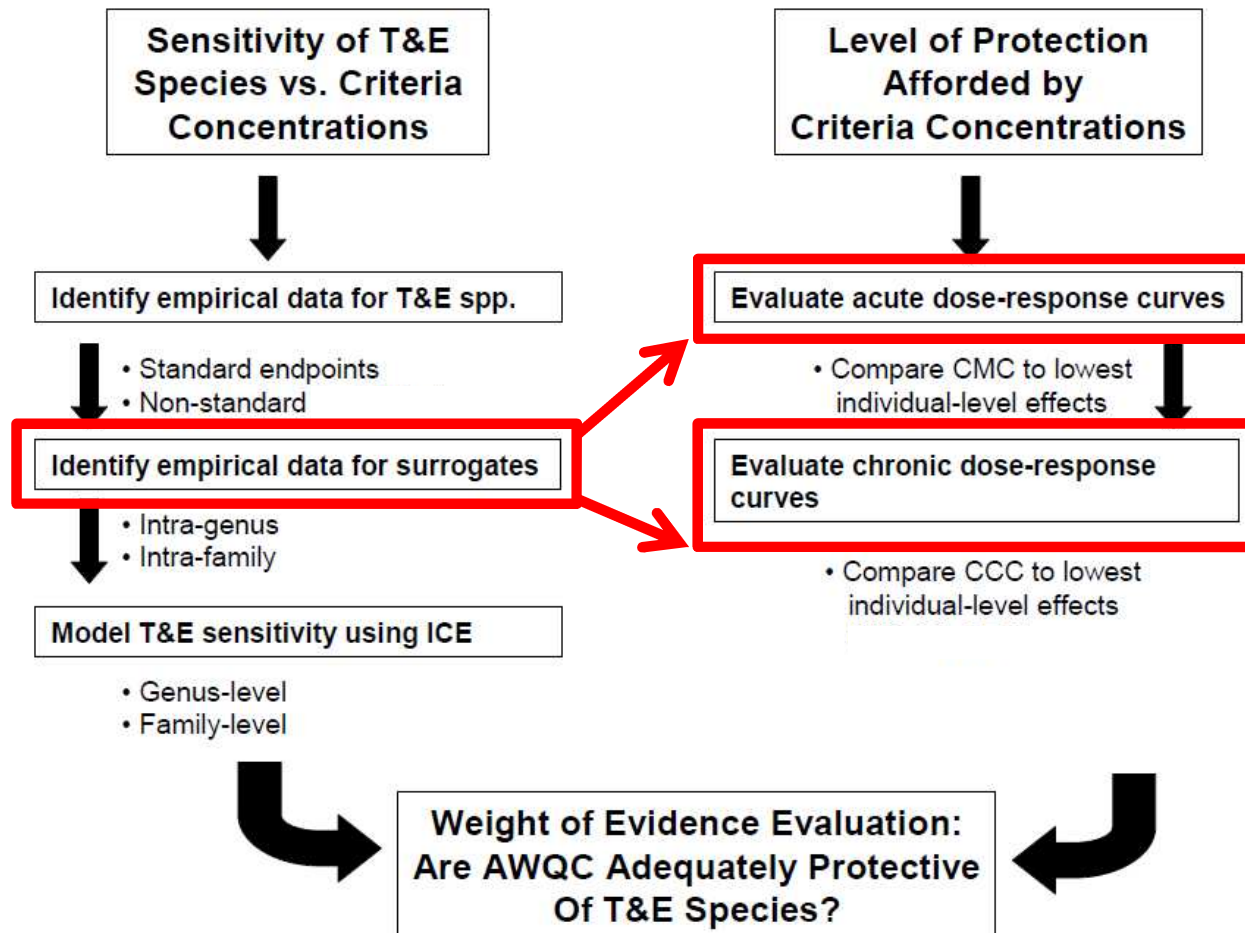 Sensitivity of T&E
Species vs. Criteria
Concentrations
Identify empirical data for T&E spp.
• Standard endpoints
• Non-standard
Identify empirical data for surrogates
• Intra-genus
• Intra-family
Model T&E sensitivity using ICE
• Genus-level
• Family-level
Level of Protection
Afforded by
Criteria Concentrations
Evaluate acute dose-response curves
• Compare CMC to lowest
individual-level effects
Evaluate chronic dose-response
curves
• Compare CCC to lowest
individual-level effects
Weight of Evidence Evaluation:
Are AWQC Adequately Protective
Of T&E Species?